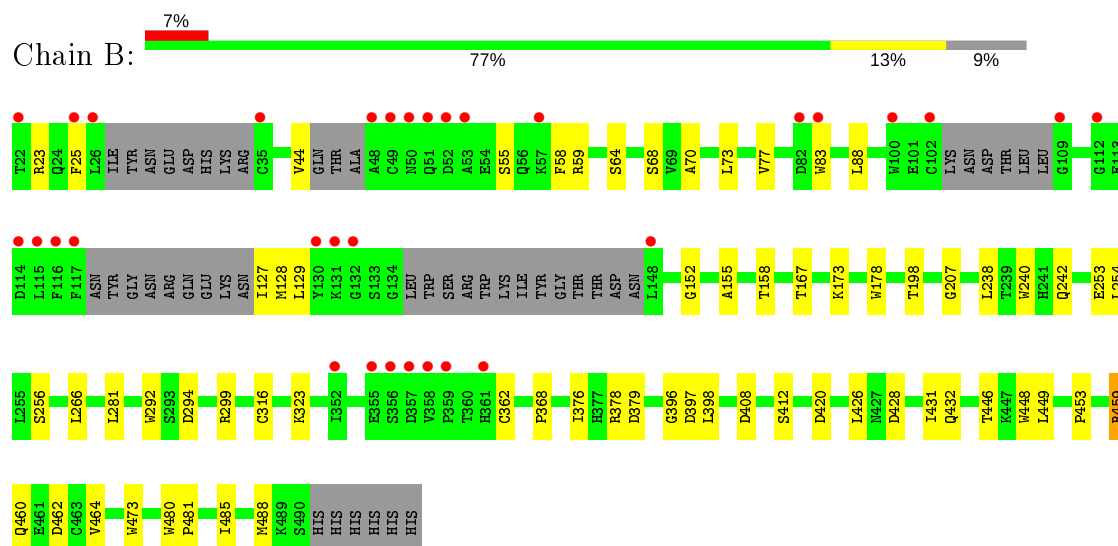 7%
Chain B:
77% 13% 9%
T22 R23 Q24 F25 L26 ILE TYR ASN GLU ASP HIS LYS ARG C35 V44 GLN THR ALA A48 C49 N50 Q51 D52 A53 E54 S55 Q56 K57 F58 R59 S64 S68 V69 A70 L73 V77 D82 W83 L88 W100 E101 C102 LYS ASN ASP THR LEU LEU G109 G112
D114 L115 F116 F117 ASN TYR GLY ASN ARG GLN GLU LYS ASN I127 M128 L129 Y130 K131 G132 S133 G134 LEU TRP SER ARG TRP LYS ILE TYR GLY THR THR ASP ASN L148 G152 A155 T158 T167 K173 W178 T198 G207 L238 T239 W240 H241 Q242 E253 L254
L255 S256 L266 L281 W292 S293 D294 R299 C316 K323 I352 E355 S356 D357 V358 P359 T360 H361 C362 P368 I376 H377 R378 D379 G396 D397 L398 D408 S412 D420 L426 N427 D428 I431 Q432 T446 K447 W448 L449 P453
Q460 E461 D462 C463 V464 W473 W480 P481 I485 M488 K489 S490 HIS HIS HIS HIS HIS HIS